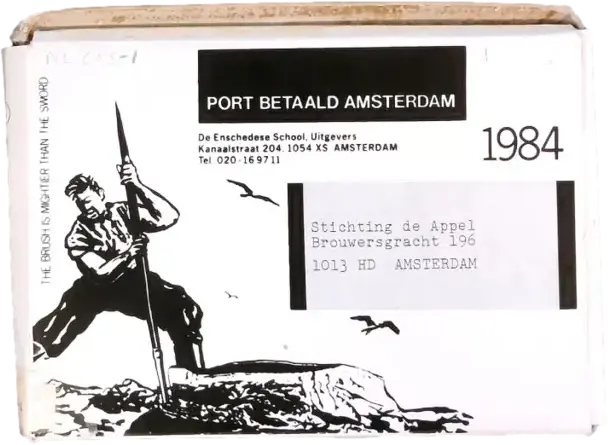 THE BRUSH IS MIGHTIER THAN THE SWORD
PORT BETAALD AMSTERDAM
De Enschedese School, Uitgevers
Kanaalstraat 204, 1054 XS AMSTERDAM
Tel 020-169711
1984
Stichting de Appel
Brouwersgracht 196
1013 HD AMSTERDAM